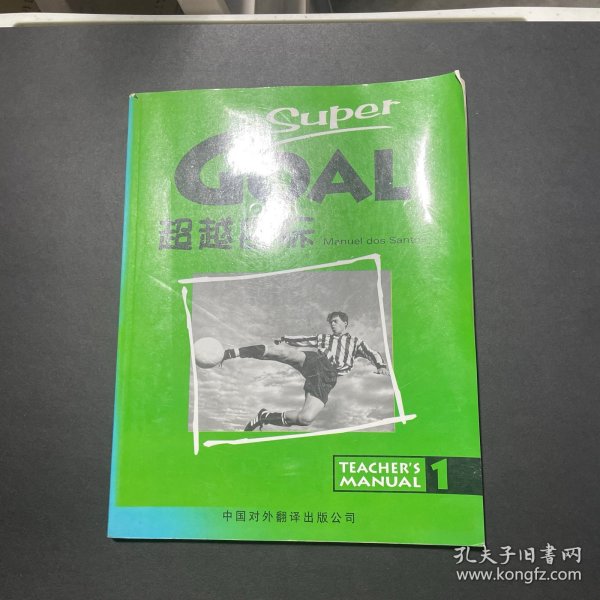 Super
GOAL
超越目标
Manuel dos Santos
TEACHER'S
MANUAL 1
中国对外翻译出版公司
孔夫子旧书网
www.kongfz.com